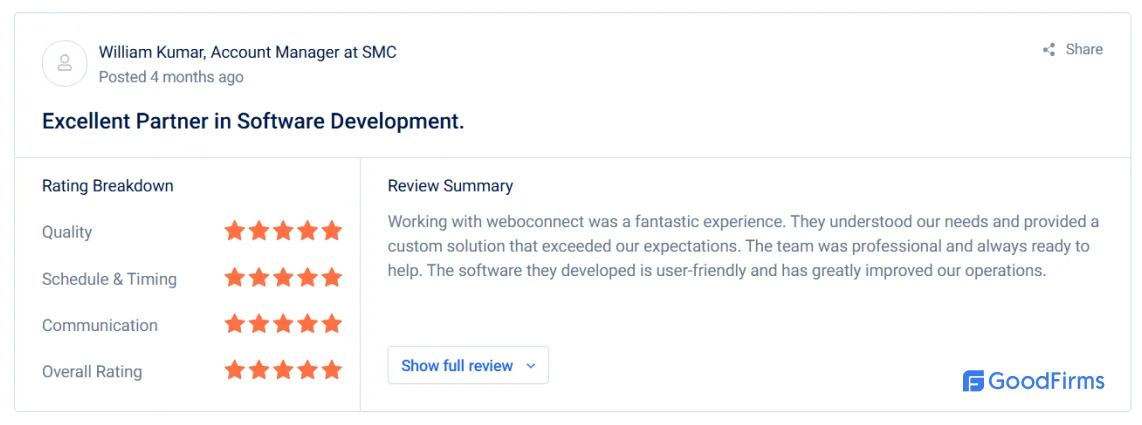 William Kumar, Account Manager at SMC
Share
Posted 4 months ago
Excellent Partner in Software Development.
Rating Breakdown
Quality
Schedule & Timing
Communication
Overall Rating
Review Summary
Working with weboconnect was a fantastic experience. They understood our needs and provided a
custom solution that exceeded our expectations. The team was professional and always ready to
help. The software they developed is user-friendly and has greatly improved our operations.
Show full review
GoodFirms